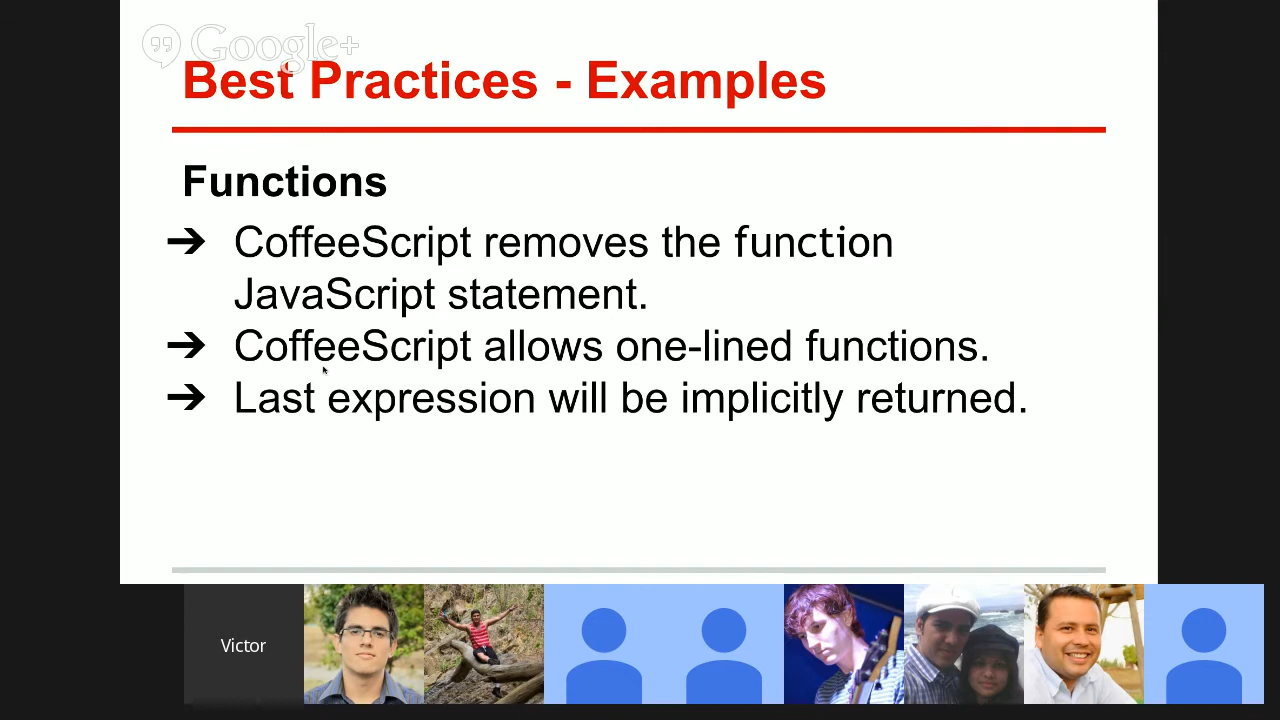 Google+
Best Practices - Examples
Functions
➔ CoffeeScript removes the function
JavaScript statement.
➔ CoffeeScript allows one-lined functions.
➔ Last expression will be implicitly returned.
Victor